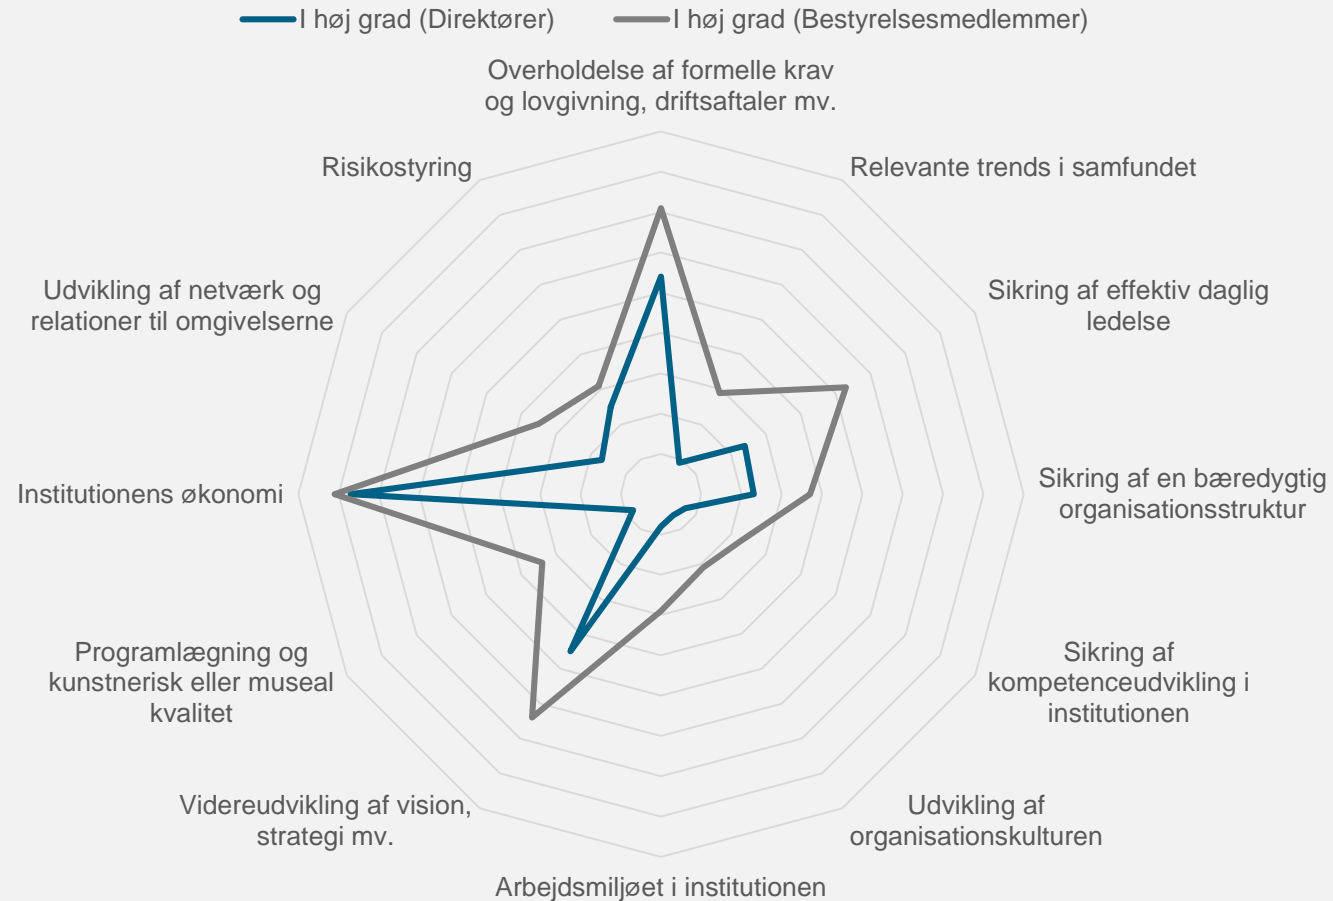 I høj grad (Direktører)
I høj grad (Bestyrelsesmedlemmer)
Overholdelse af formelle krav
og lovgivning, driftsaftaler mv.
Relevante trends i samfundet
Sikring af effektiv daglig
ledelse
Sikring af en bæredygtig
organisationsstruktur
Sikring af
kompetenceudvikling i
institutionen
Udvikling af
organisationskulturen
Arbejdsmiljøet i institutionen
Videreudvikling af vision,
strategi mv.
Programlægning og
kunstnerisk eller museal
kvalitet
Institutionens økonomi
Udvikling af netværk og
relationer til omgivelserne
Risikostyring